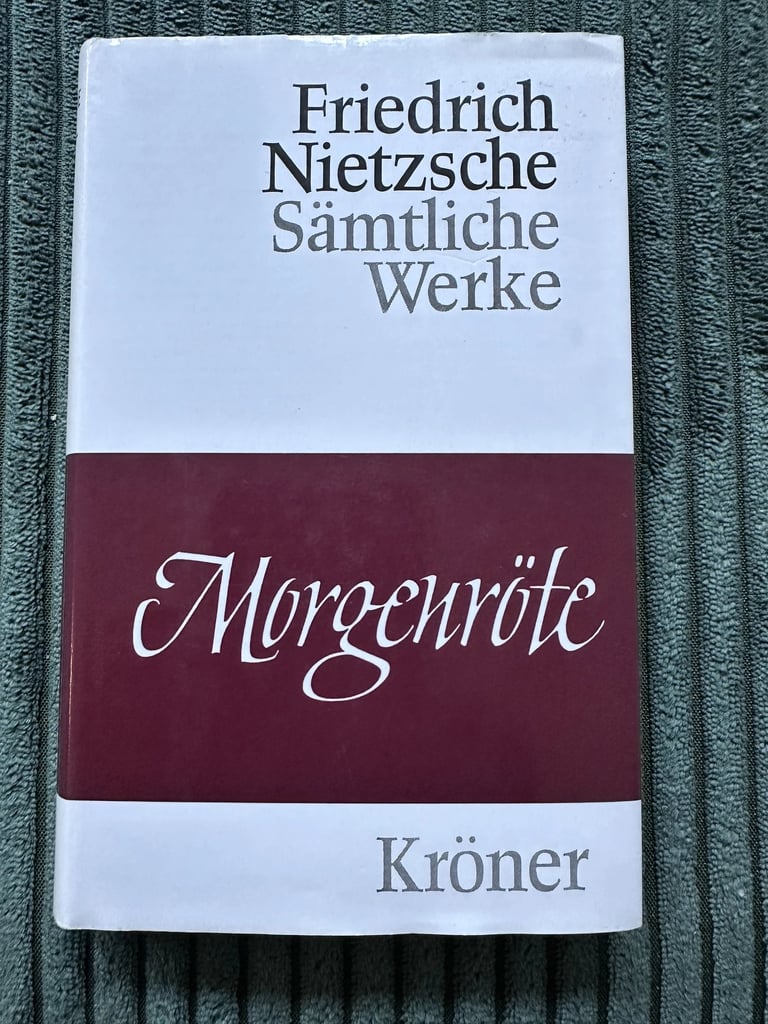 Friedrich
Nietzsche
Sämtliche
Werke
Morgenröte
Kröner